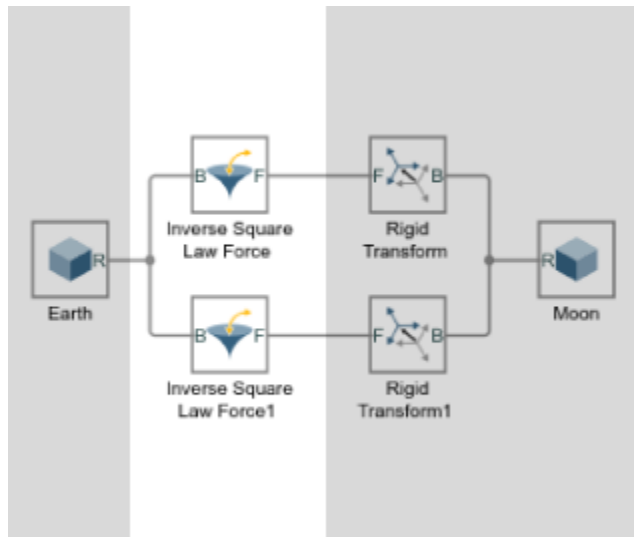 B F
F B
Inverse Square
Law Force
Rigid
Transform
R
R
Earth
Moon
B F
F B
Inverse Square
Law Force1
Rigid
Transform1